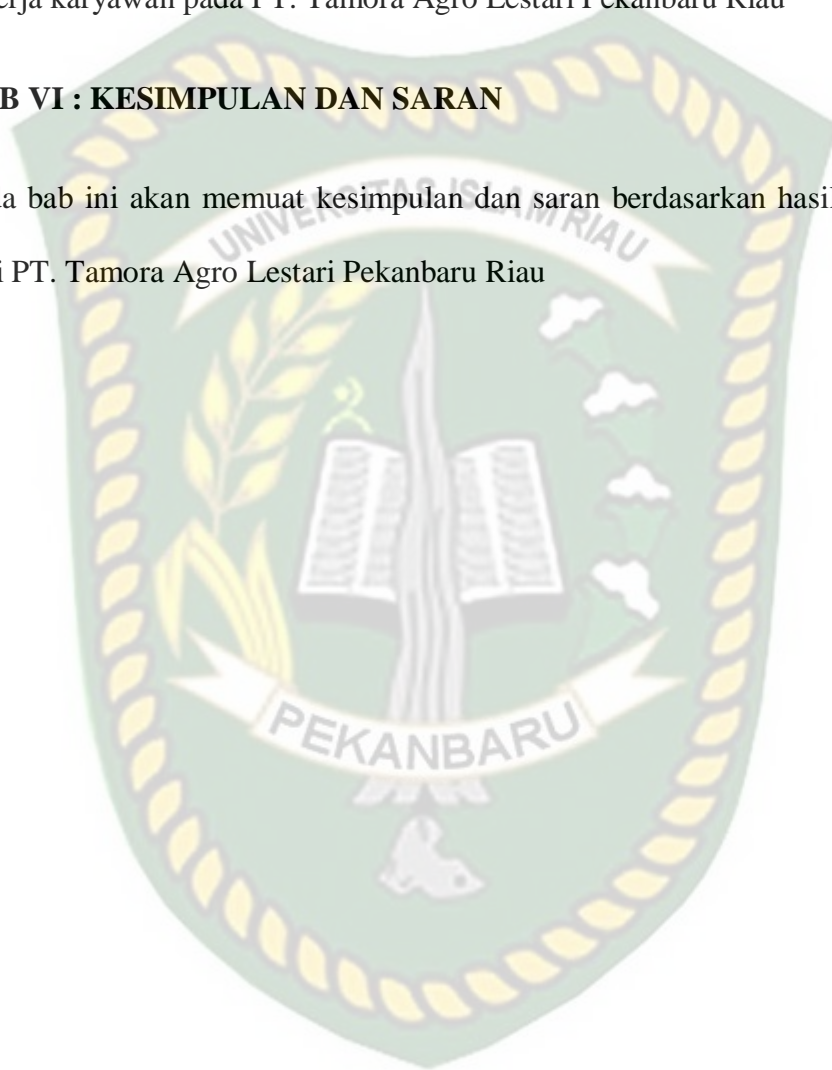 erja karyawan pada PT. Tamora Agro Lestari Pekanbaru Riau
B VI : KESIMPULAN DAN SARAN
a bab ini akan memuat kesimpulan dan saran berdasarkan hasil
i PT. Tamora Agro Lestari Pekanbaru Riau
UNIVERSITAS ISLAM RIAU
PEKANBARU